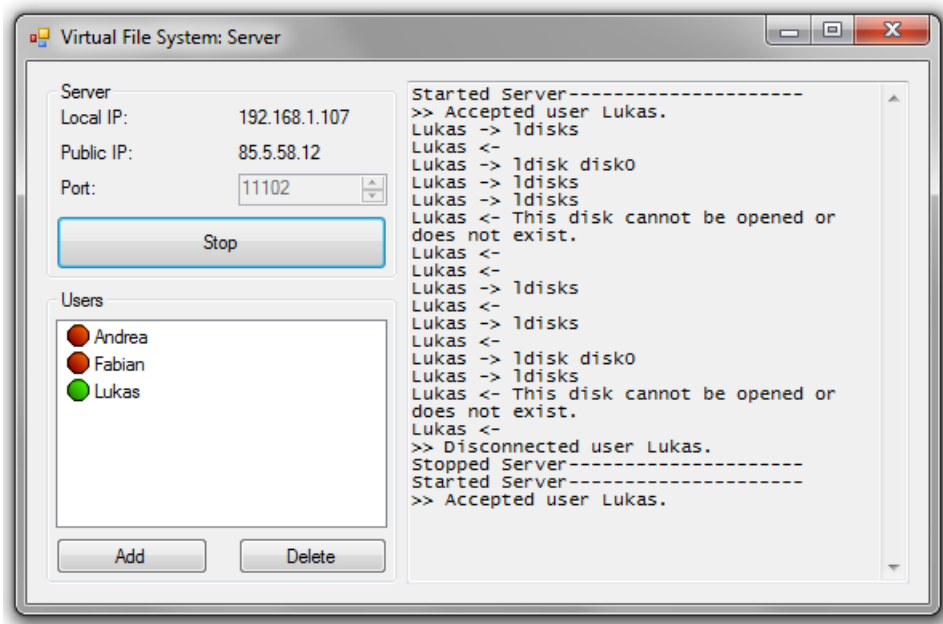 Virtual File System: Server
Server
Local IP: 192.168.1.107
Public IP: 85.5.58.12
Port: 11102
Stop
Users
Andrea
Fabian
Lukas
Add Delete
Started Server---------------------
>> Accepted user Lukas.
Lukas -> ldisks
Lukas <-
Lukas -> ldisk disk0
Lukas -> ldisks
Lukas -> ldisks
Lukas <- This disk cannot be opened or
does not exist.
Lukas <-
Lukas <-
Lukas -> ldisks
Lukas <-
Lukas -> ldisks
Lukas <-
Lukas -> ldisk disk0
Lukas -> ldisks
Lukas <- This disk cannot be opened or
does not exist.
Lukas <-
>> Disconnected user Lukas.
Stopped Server---------------------
Started Server---------------------
>> Accepted user Lukas.